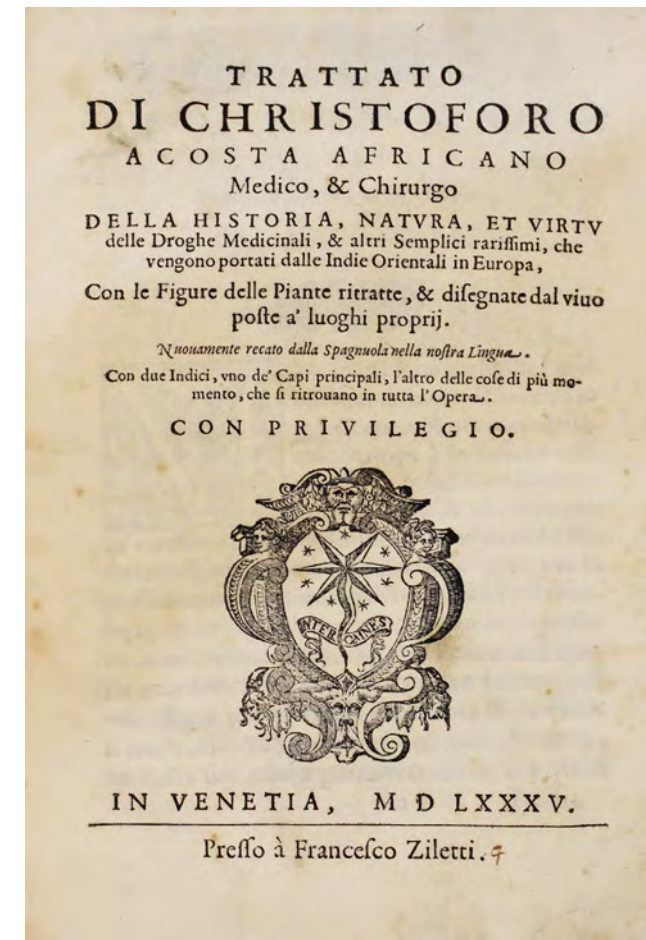 TRATTATO
DI CHRISTOFORO
ACOSTA AFRICANO
Medico, & Chirurgo
DELLA HISTORIA, NATVRA, ET VIRTV
delle Droghe Medicinali, & altri Semplici rariſſimi, che
vengono portati dalle Indie Orientali in Europa,
Con le Figure delle Piante ritratte, & diſegnate dal viuo
poſte a' luoghi proprij.
Nuouamente recato dalla Spagnuola nella noſtra Lingua.
Con due Indici, vno de' Capi principali, l'altro delle coſe di più mo-
mento, che ſi ritrouano in tutta l'Opera.
CON PRIVILEGIO.
INTER OMNES
IN VENETIA, M D LXXXV.
Preſſo à Franceſco Ziletti.